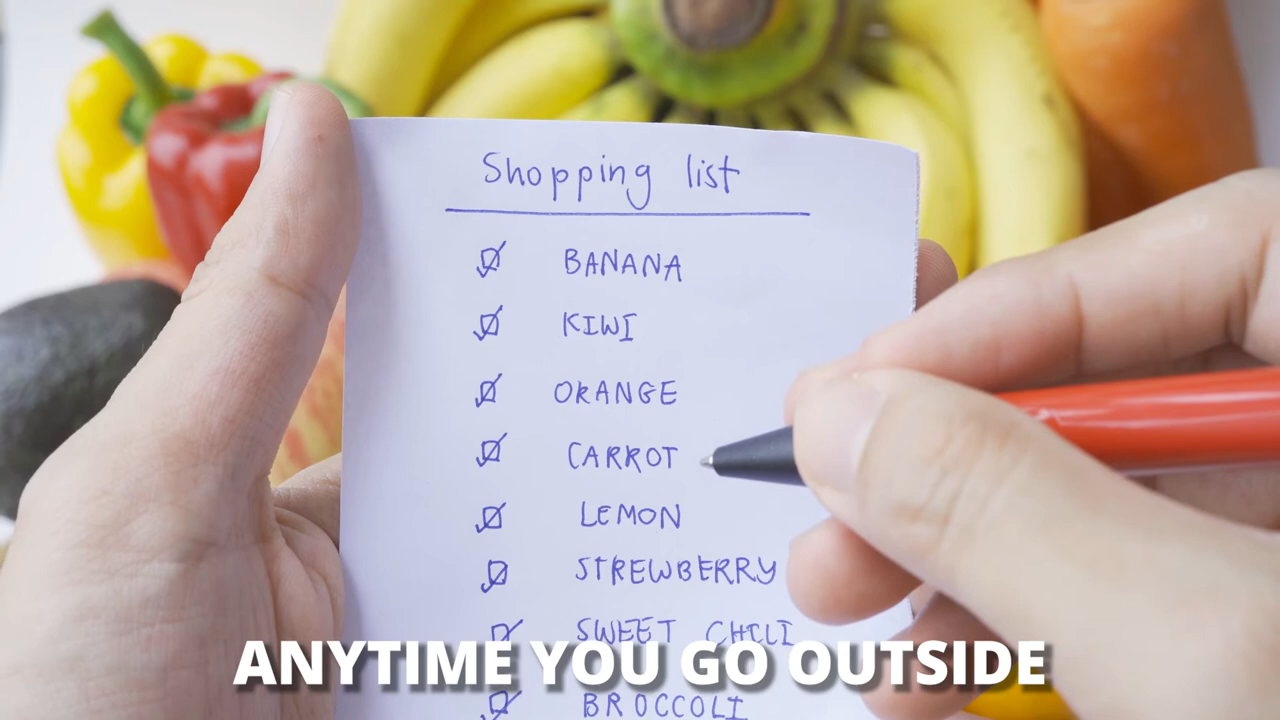 Shopping list
BANANA
KIWI
ORANGE
CARROT
LEMON
STREWBERRY
SWEET CHILI
ANYTIME YOU GO OUTSIDE
BROCCOLI